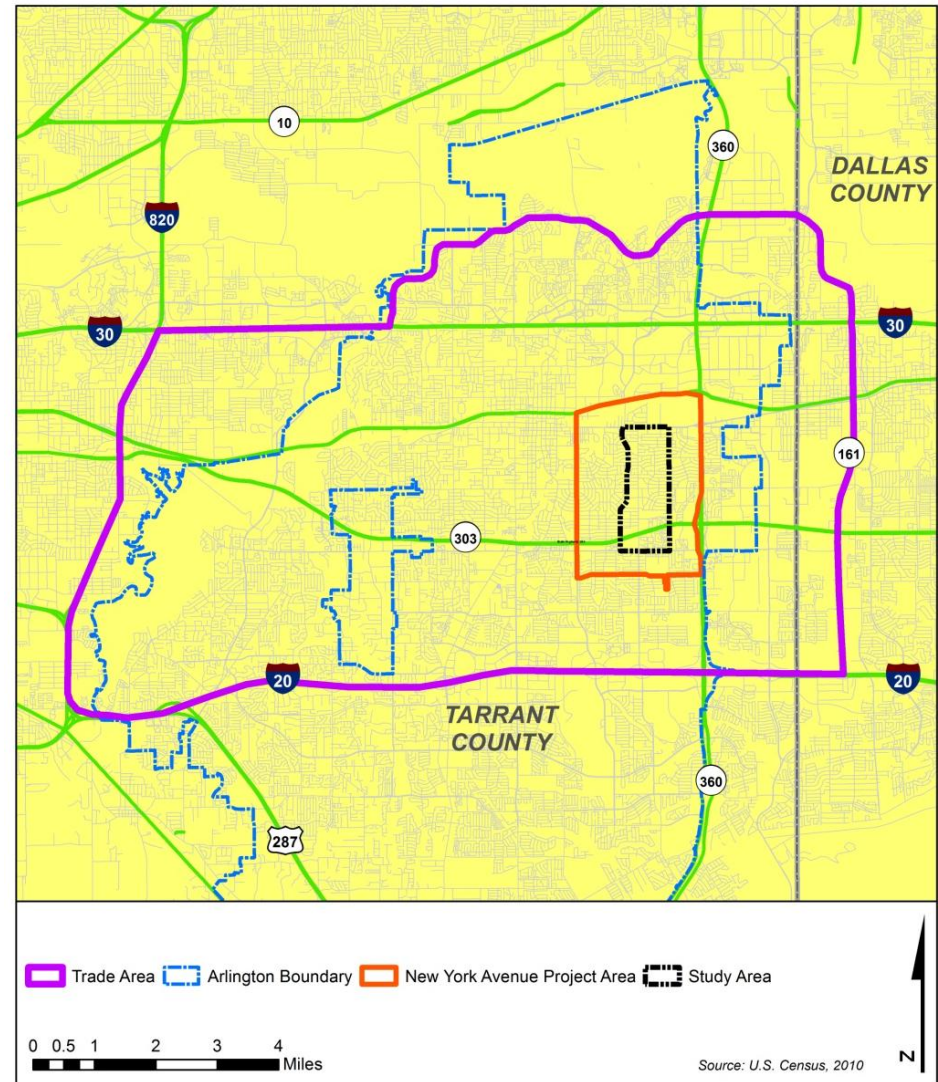 10
360
DALLAS
COUNTY
820
30
30
161
303
20
20
TARRANT
COUNTY
360
287
Trade Area Arlington Boundary New York Avenue Project Area Study Area
0 0.5 1 2 3 4
Miles
Source: U.S. Census, 2010
N